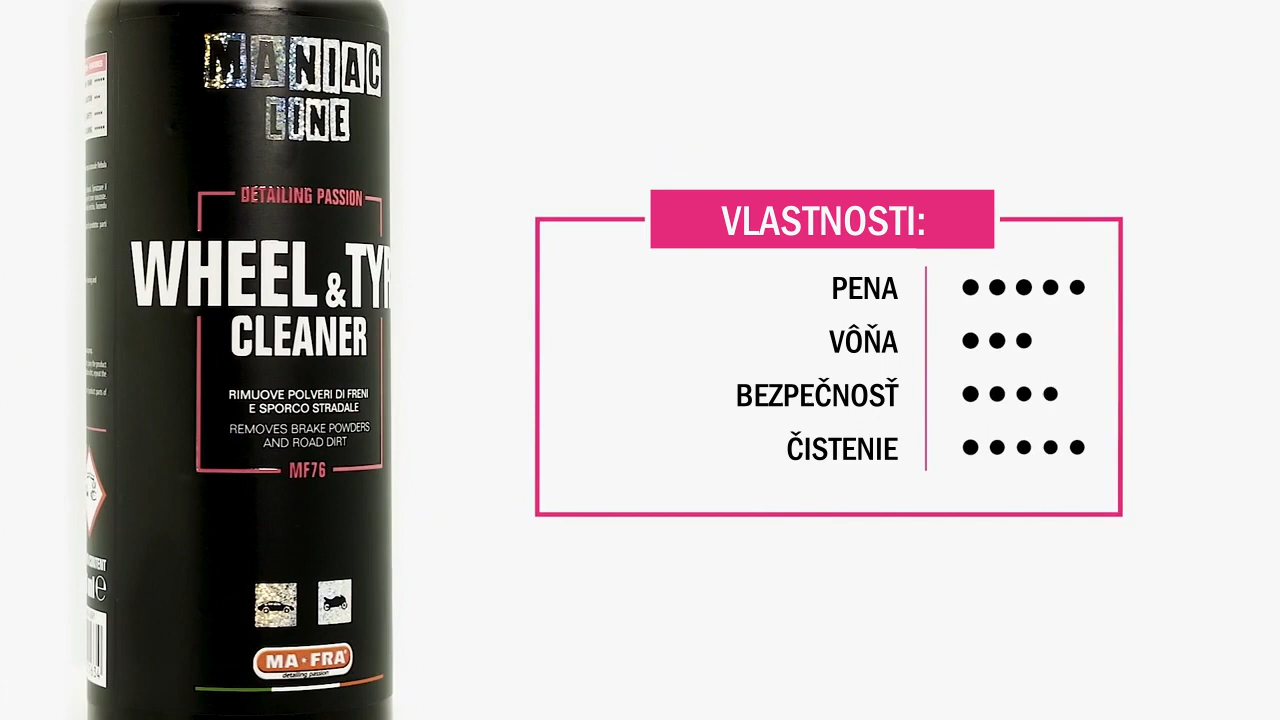 MANIAC
LINE
DETAILING PASSION
WHEEL &
CLEANER
RIMUOVE POLVERI DI FRENI
E SPORCO STRADALE
REMOVES BRAKE POWDERS
AND ROAD DIRT
MF76
MA-FRA
detailing passion
VLASTNOSTI:
PENA
VÔŇA
BEZPEČNOSŤ
ČISTENIE